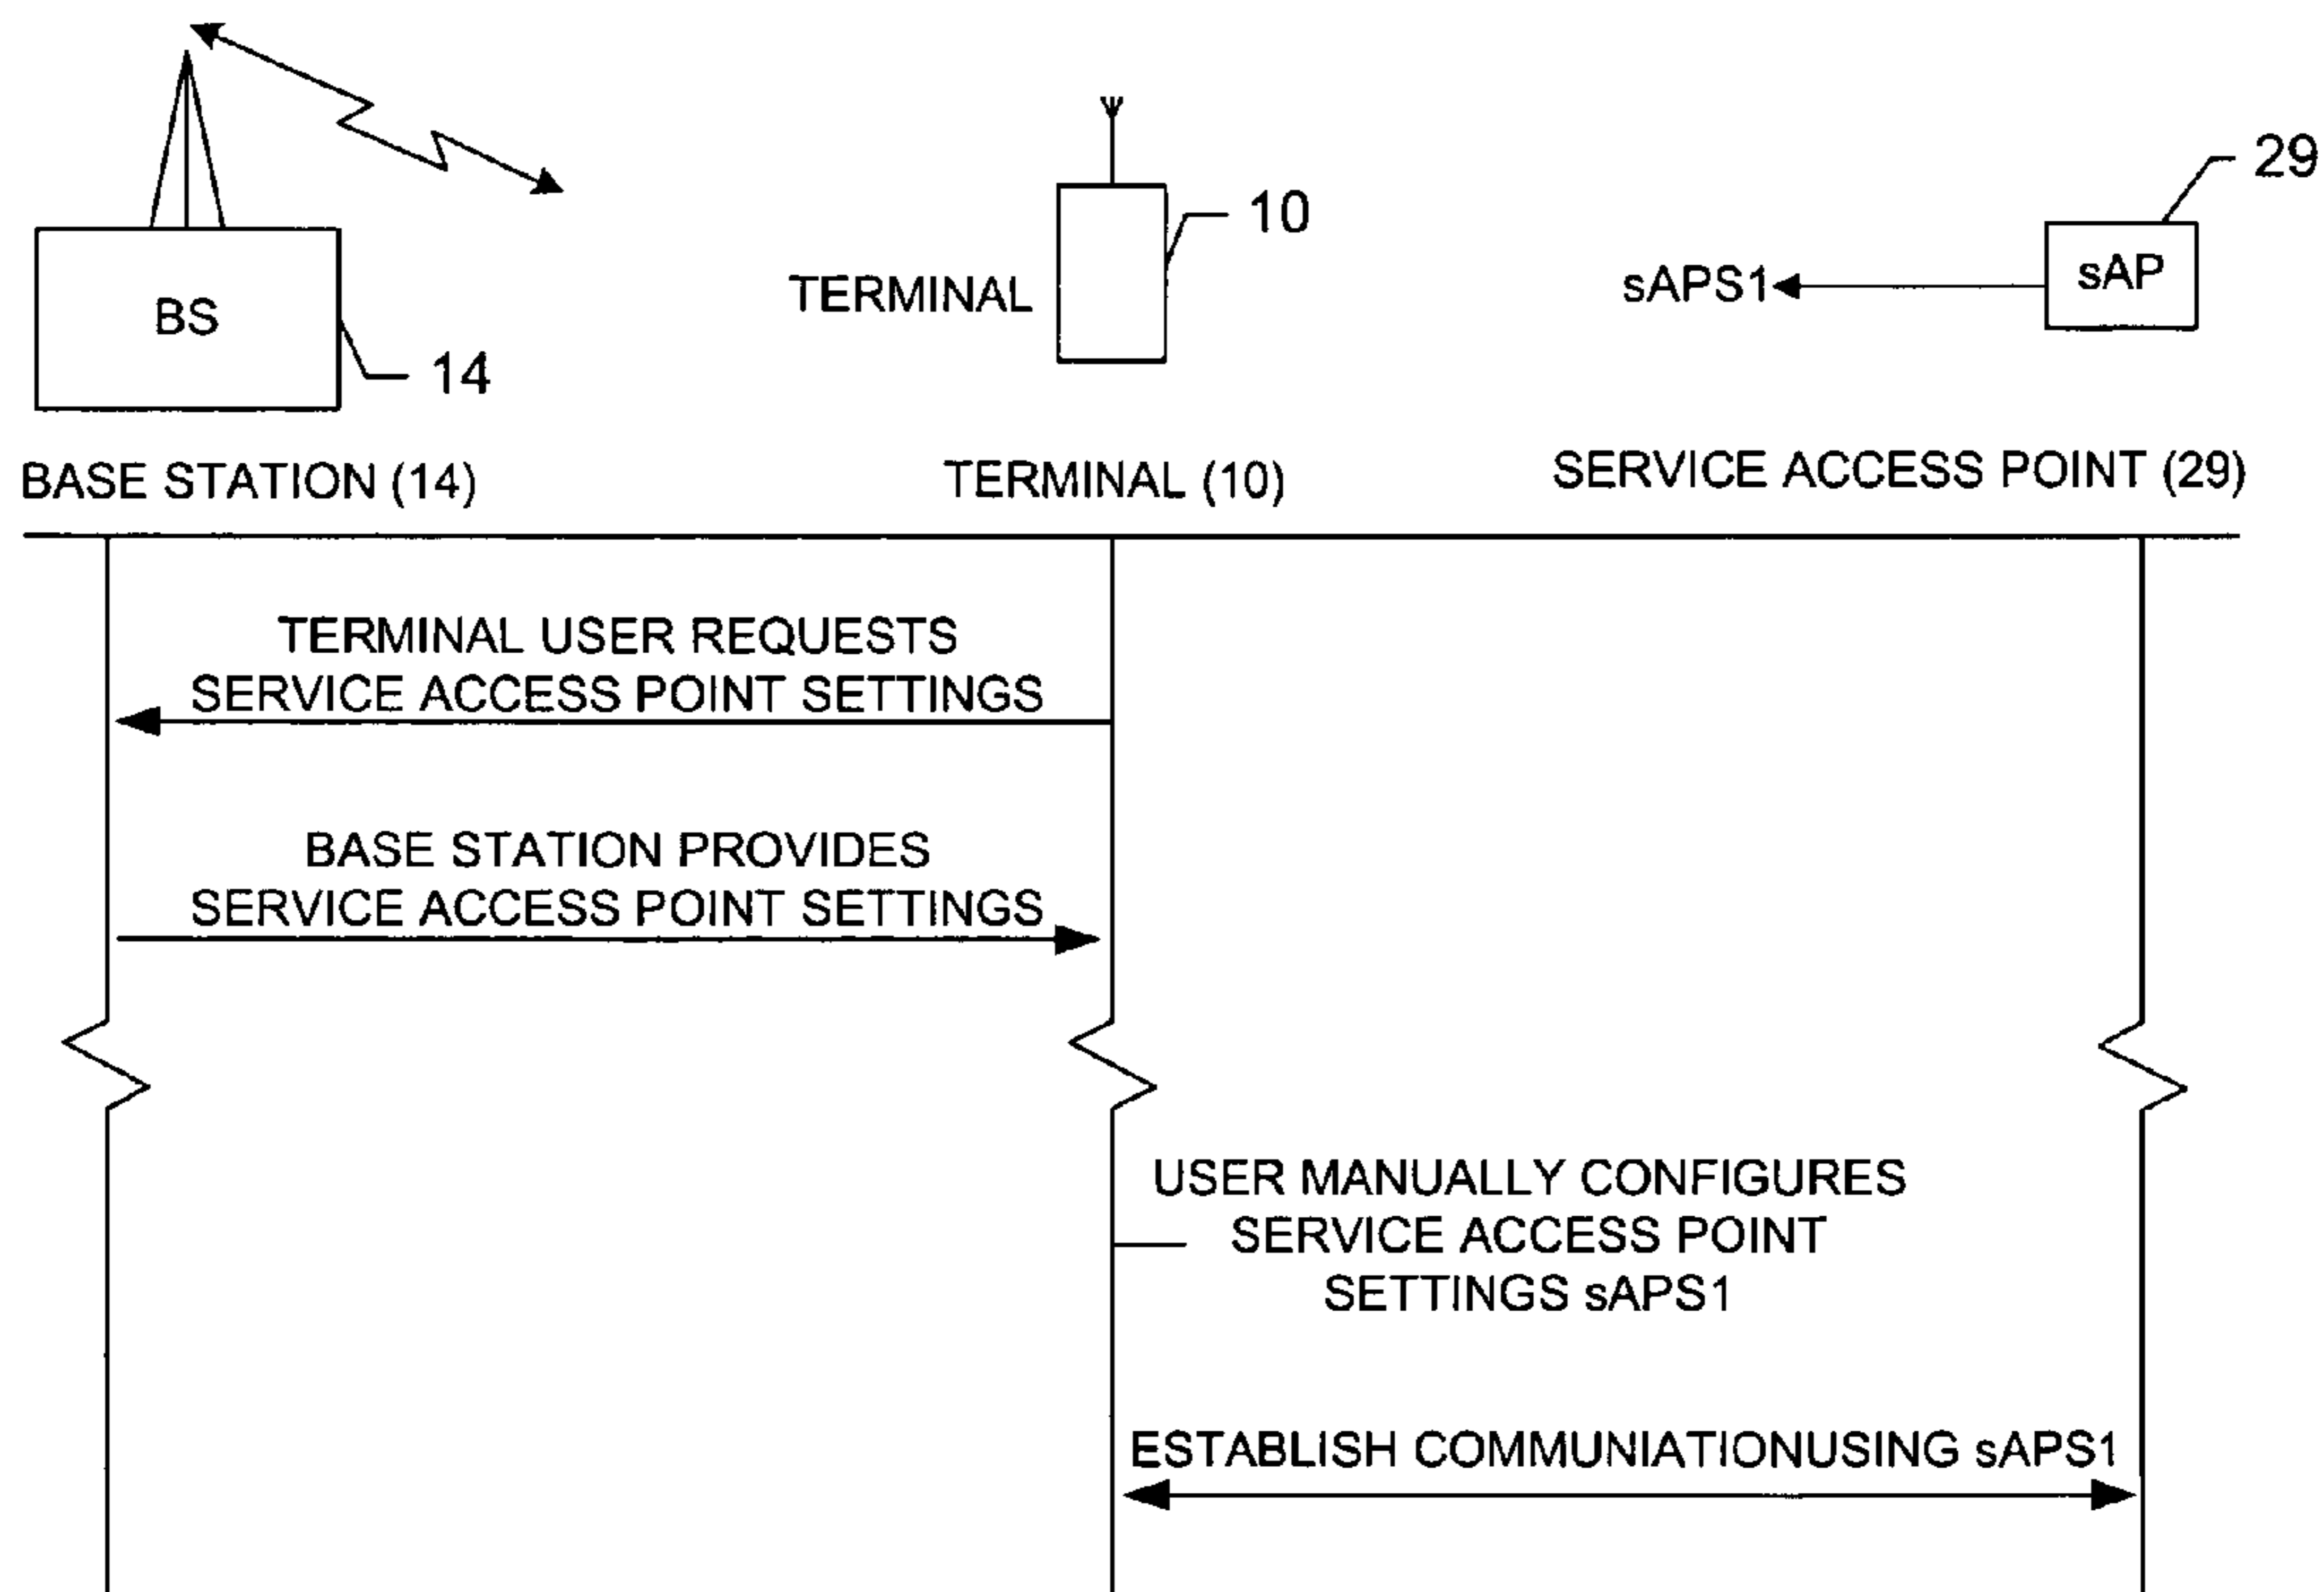 29
10
sAP
TERMINAL
sAPS1
BS
14
BASE STATION (14)
TERMINAL (10)
SERVICE ACCESS POINT (29)
TERMINAL USER REQUESTS
SERVICE ACCESS POINT SETTINGS
BASE STATION PROVIDES
SERVICE ACCESS POINT SETTINGS
USER MANUALLY CONFIGURES
SERVICE ACCESS POINT
SETTINGS sAPS1
ESTABLISH COMMUNIATIONUSING sAPS1